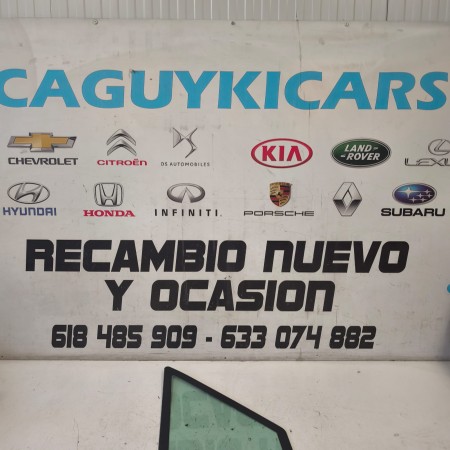 CAGUYKICARS
CHEVROLET CITROËN DS AUTOMOBILES KIA LAND ROVER LEXUS
HYUNDAI HONDA INFINITI. PORSCHE RENAULT SUBARU
RECAMBIO NUEVO
Y OCASION
618 485 909 - 633 074 882